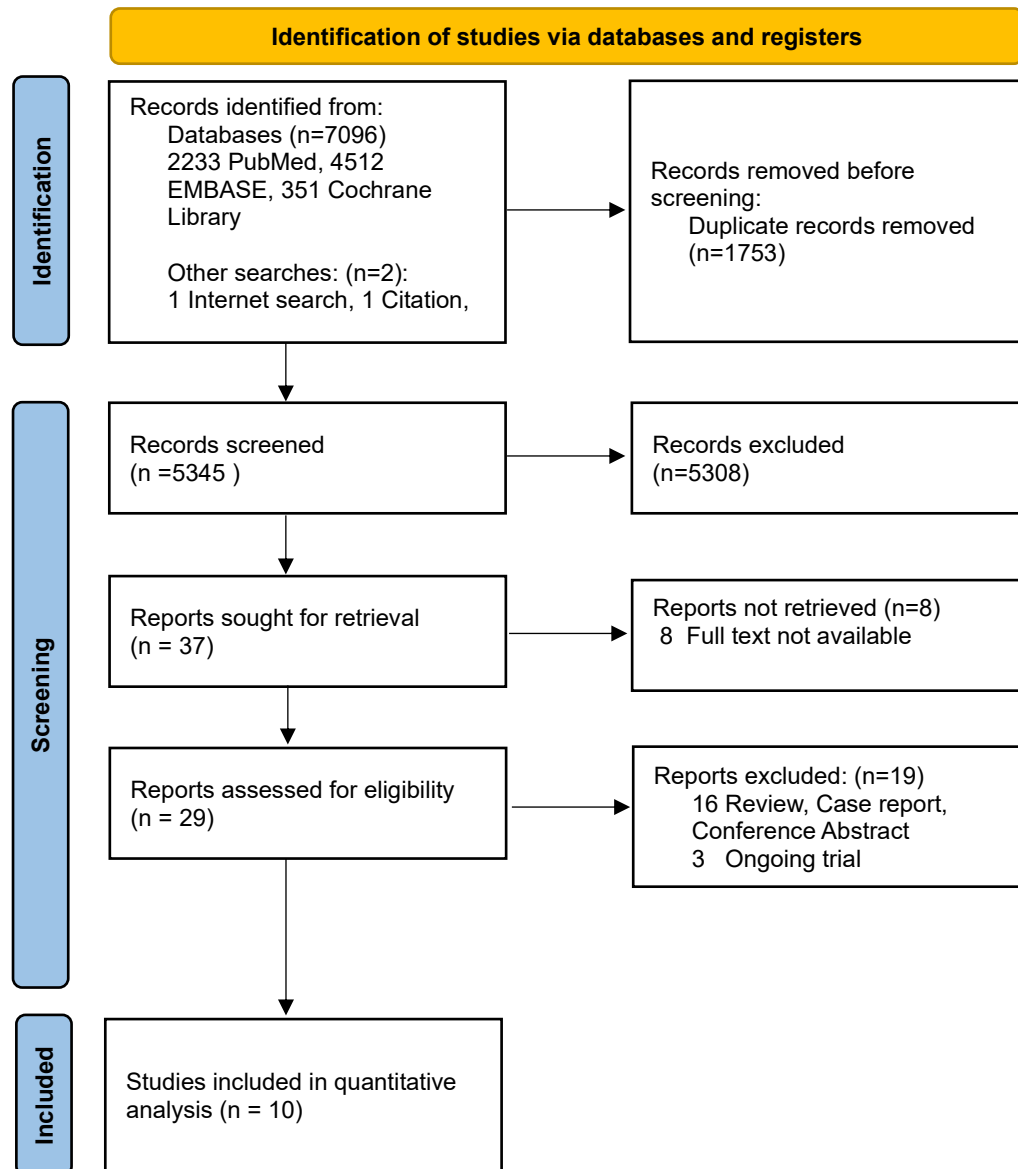 Identification of studies via databases and registers
Identification
Records identified from:
Databases (n=7096)
2233 PubMed, 4512
EMBASE, 351 Cochrane
Library
Other searches: (n=2):
1 Internet search, 1 Citation,
Records removed before
screening:
Duplicate records removed
(n=1753)
Screening
Records screened
(n =5345 )
Records excluded
(n=5308)
Reports sought for retrieval
(n = 37)
Reports not retrieved (n=8)
8 Full text not available
Reports assessed for eligibility
(n = 29)
Reports excluded: (n=19)
16 Review, Case report,
Conference Abstract
3 Ongoing trial
Included
Studies included in quantitative
analysis (n = 10)